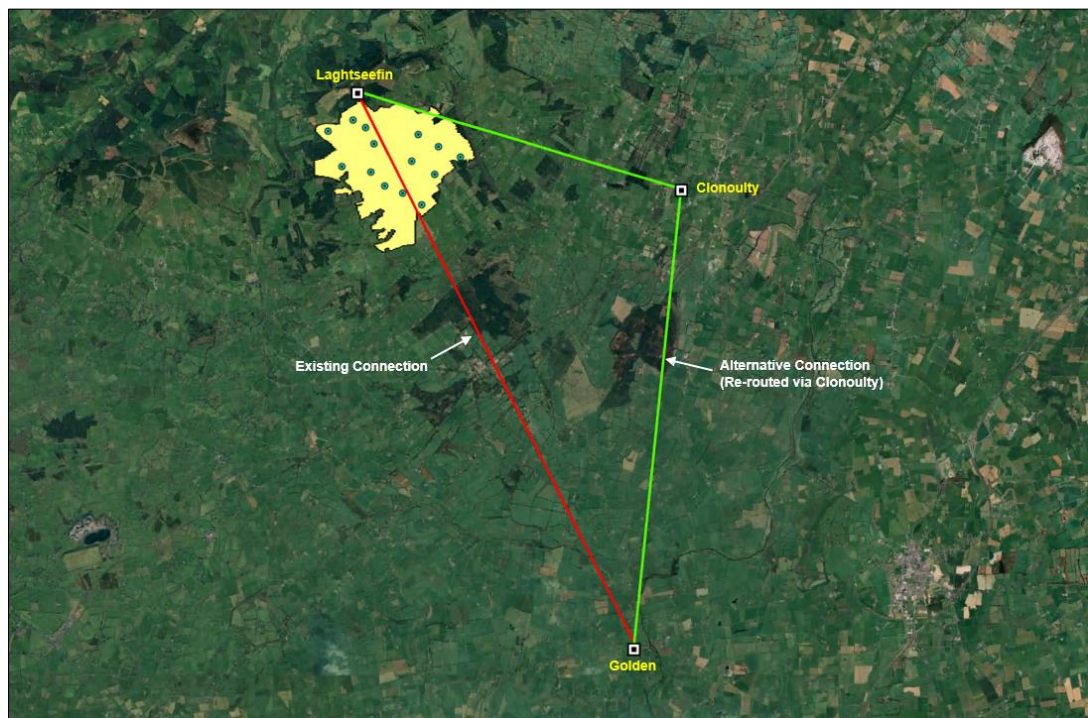 Laghtseefin
Clonoulty
Existing Connection
Alternative Connection
(Re-routed via Clonoulty)
Golden